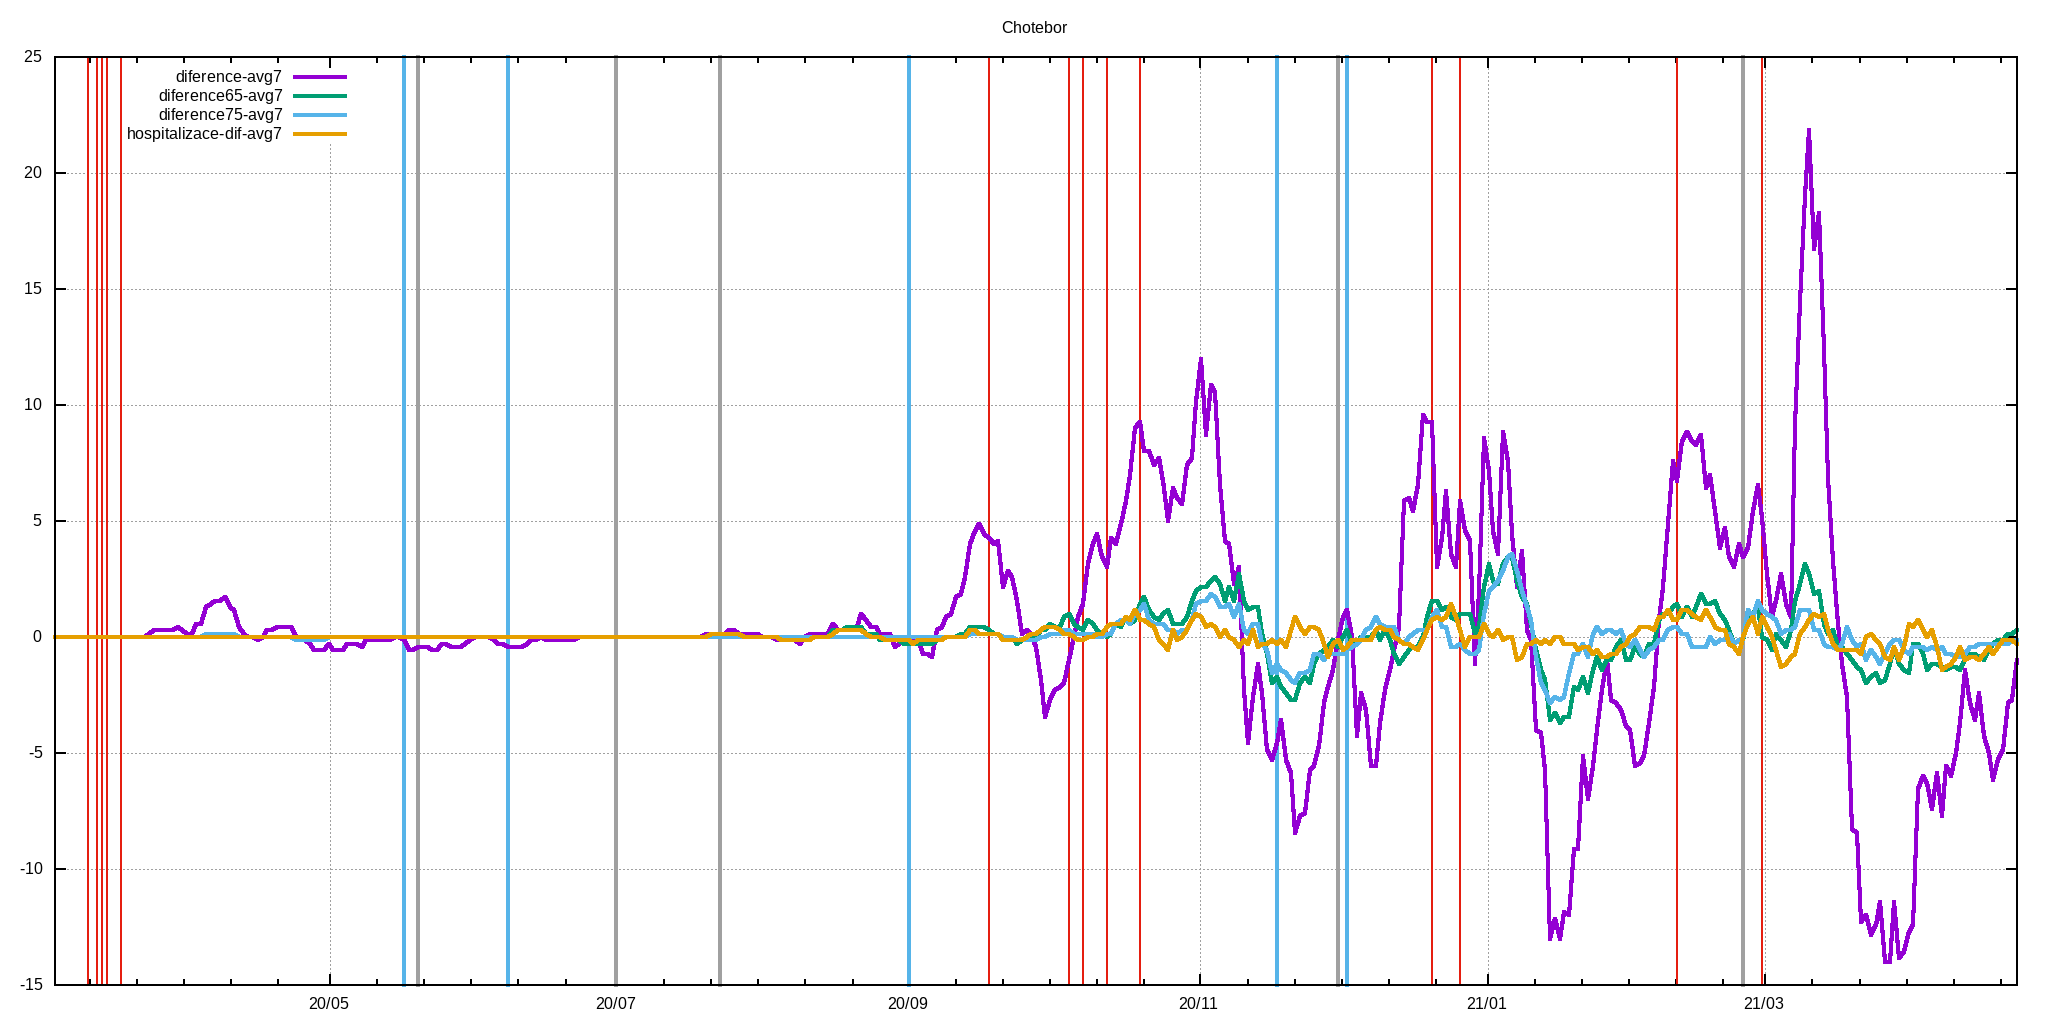 Chotebor
25
20
15
10
5
0
-5
-10
-15
diference-avg7
diference65-avg7
diference75-avg7
hospitalizace-dif-avg7
20/05 20/07 20/09 20/11 21/01 21/03